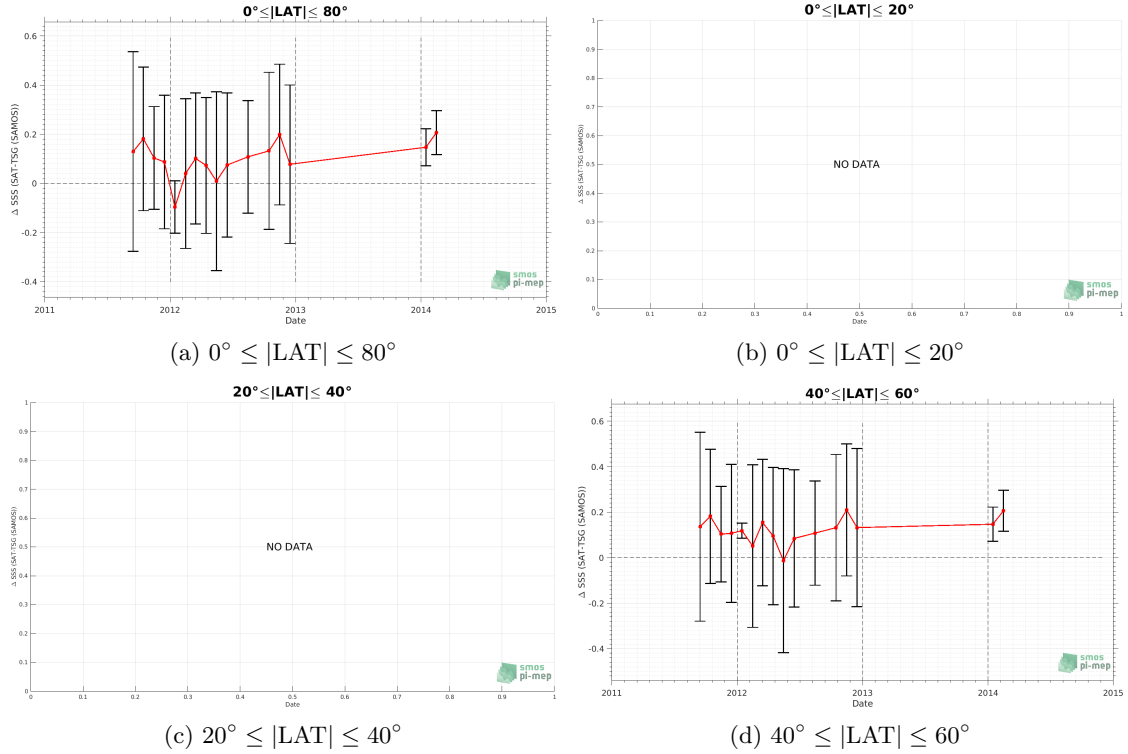 0°≤|LAT|≤ 80°
Δ SSS (SAT-TSG (SAMOS))
0.6
0.4
0.2
0
-0.2
-0.4
2011
2012
2013
2014
2015
Date
smos
pi-mep
(a) 0° ≤ |LAT| ≤ 80°
0°≤|LAT|≤ 20°
Δ SSS (SAT-TSG (SAMOS))
1
0.9
0.8
0.7
0.6
0.5
0.4
0.3
0.2
0.1
0
NO DATA
0
0.1
0.2
0.3
0.4
0.5
0.6
0.7
0.8
0.9
1
Date
smos
pi-mep
(b) 0° ≤ |LAT| ≤ 20°
20°≤|LAT|≤ 40°
Δ SSS (SAT-TSG (SAMOS))
1
0.9
0.8
0.7
0.6
0.5
0.4
0.3
0.2
0.1
0
NO DATA
0
0.1
0.2
0.3
0.4
0.5
0.6
0.7
0.8
0.9
1
Date
smos
pi-mep
(c) 20° ≤ |LAT| ≤ 40°
40°≤|LAT|≤ 60°
Δ SSS (SAT-TSG (SAMOS))
0.6
0.4
0.2
0
-0.2
-0.4
2011
2012
2013
2014
2015
Date
smos
pi-mep
(d) 40° ≤ |LAT| ≤ 60°